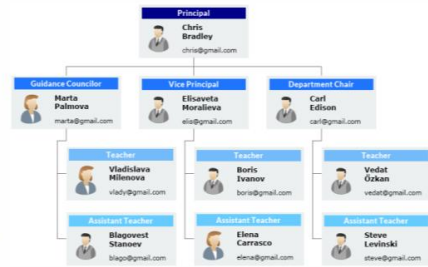 Principal
Chris
Bradley
chris@gmail.com
Guidance Councilor
Marta
Palmova
marta@gmail.com
Vice Principal
Elisaveta
Moralieva
elis@gmail.com
Department Chair
Carl
Edison
carl@gmail.com
Teacher
Vladislava
Milenova
vlady@gmail.com
Teacher
Boris
Ivanov
boris@gmail.com
Teacher
Vedat
Özkan
vedat@gmail.com
Assistant Teacher
Blagovest
Stanoev
blago@gmail.com
Assistant Teacher
Elena
Carrasco
elena@gmail.com
Assistant Teacher
Steve
Levinski
steve@gmail.com